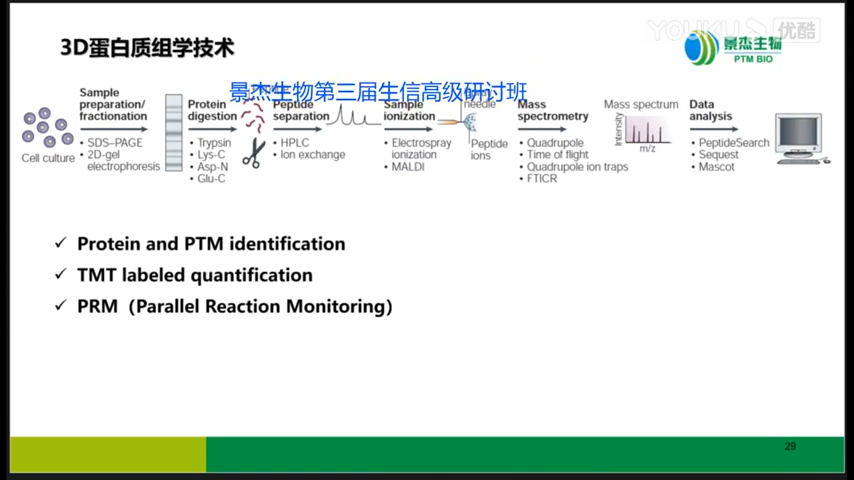 YOUKU 优酷
3D蛋白质组学技术
景杰生物
PTM BIO
景杰生物第三届生信高级研讨班
Sample
preparation/
fractionation
• SDS–PAGE
• 2D-gel
electrophoresis
Cell culture
Protein
digestion
• Trypsin
• Lys-C
• Asp-N
• Glu-C
Peptide
separation
• HPLC
• Ion exchange
Sample
ionization
• Electrospray
ionization
• MALDI
needle
Peptide
ions
Mass
spectrometry
• Quadrupole
• Time of flight
• Quadrupole ion traps
• FTICR
Mass spectrum
Intensity
m/z
Data
analysis
• PeptideSearch
• Sequest
• Mascot
✓ Protein and PTM identification
✓ TMT labeled quantification
✓ PRM（Parallel Reaction Monitoring）
29